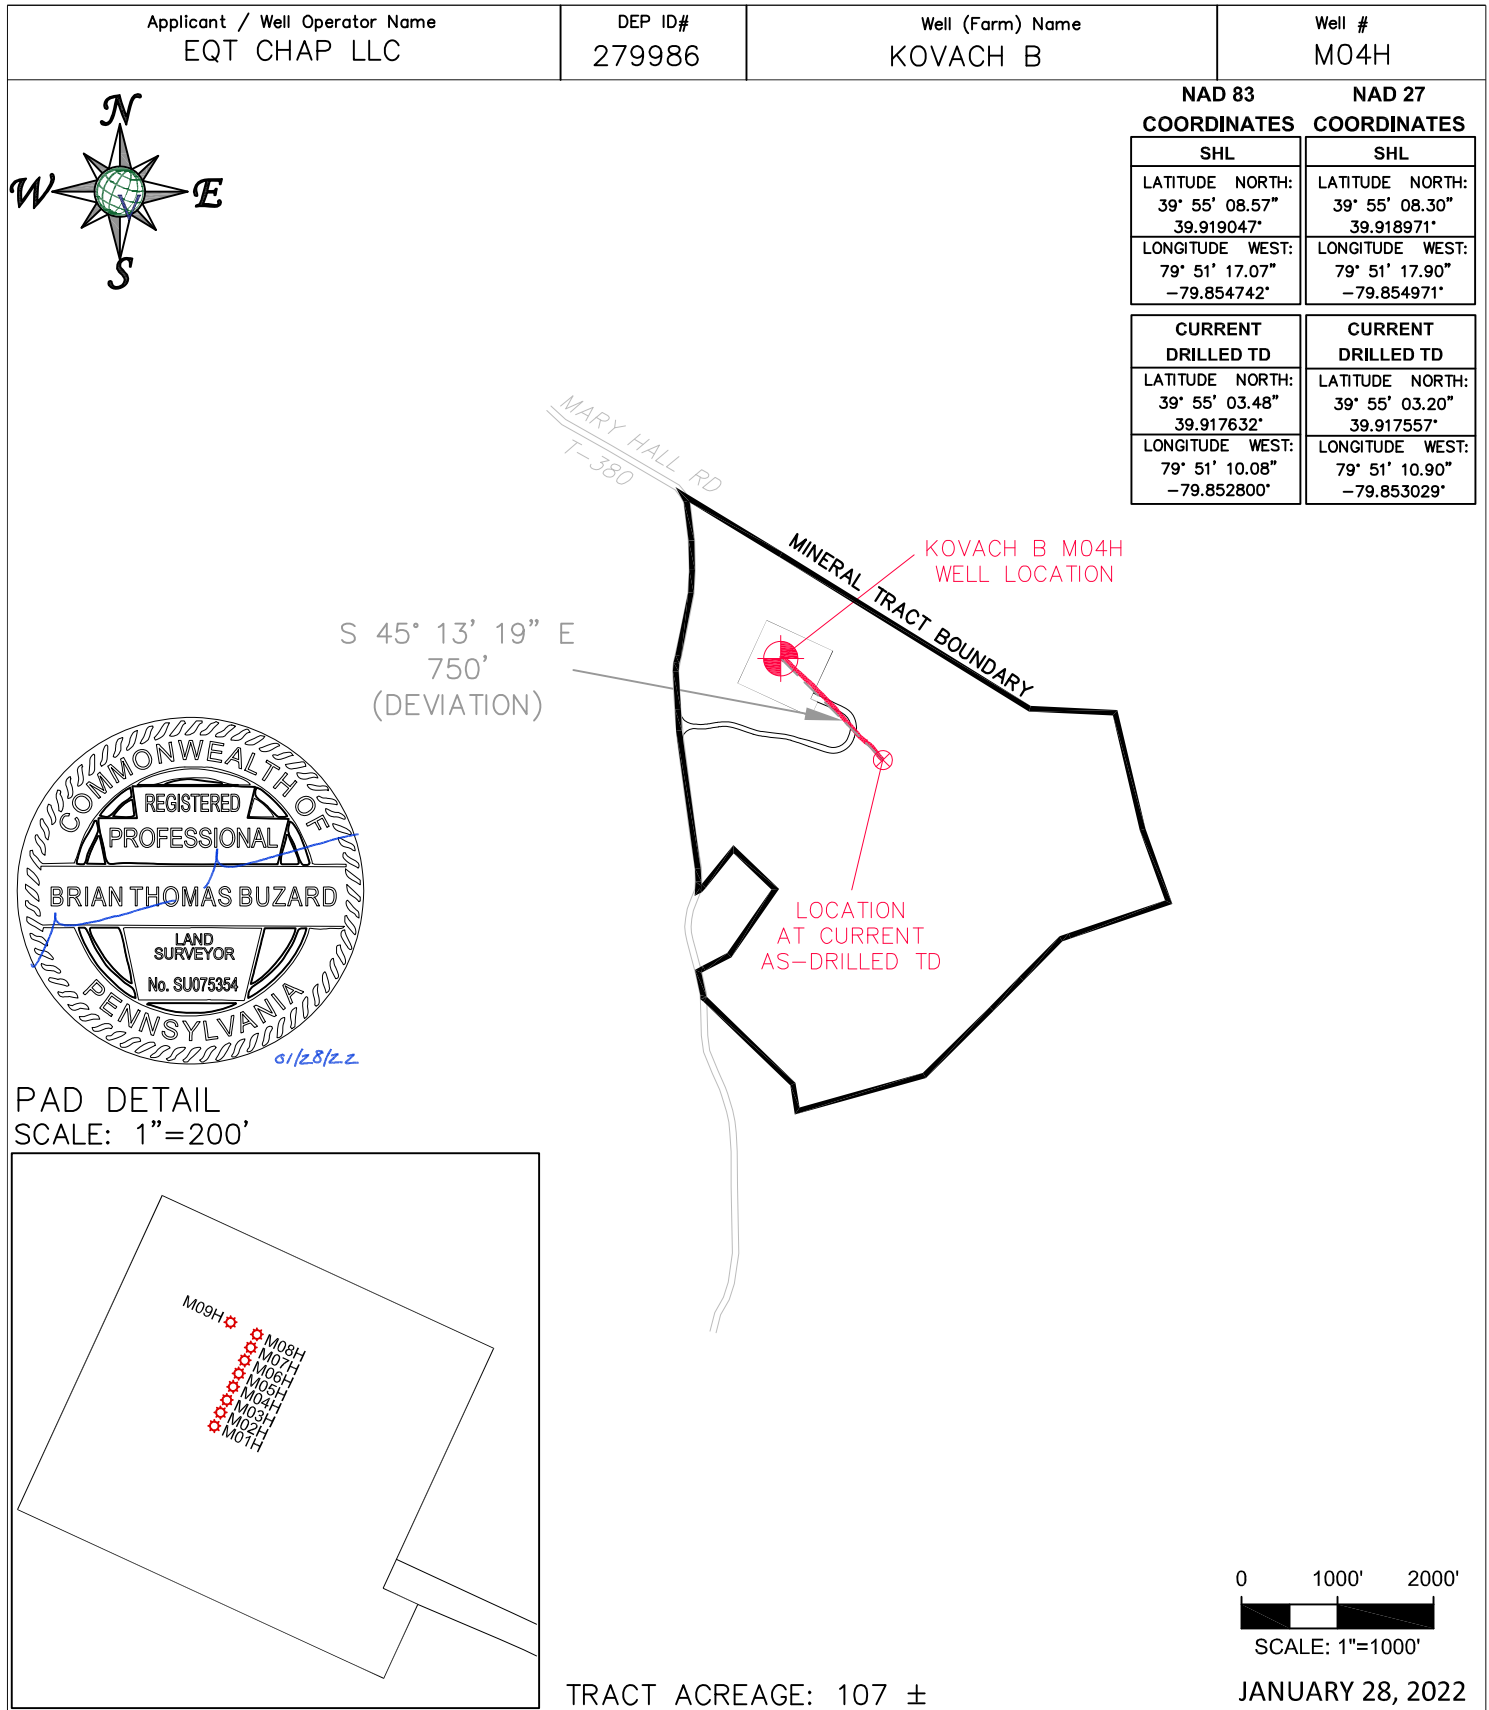 Applicant / Well Operator Name
EQT CHAP LLC
DEP ID#
279986
Well (Farm) Name
KOVACH B
Well #
M04H
N
W
E
S
NAD 83
COORDINATES
SHL
LATITUDE NORTH:
39° 55' 08.57"
39.919047°
LONGITUDE WEST:
79° 51' 17.07"
-79.854742°
NAD 27
COORDINATES
SHL
LATITUDE NORTH:
39° 55' 08.30"
39.918971°
LONGITUDE WEST:
79° 51' 17.90"
-79.854971°
CURRENT
DRILLED TD
LATITUDE NORTH:
39° 55' 03.48"
39.917632°
LONGITUDE WEST:
79° 51' 10.08"
-79.852800°
CURRENT
DRILLED TD
LATITUDE NORTH:
39° 55' 03.20"
39.917557°
LONGITUDE WEST:
79° 51' 10.90"
-79.853029°
MARY HALL RD
T-380
MINERAL TRACT BOUNDARY
KOVACH B M04H
WELL LOCATION
S 45° 13' 19" E
750'
(DEVIATION)
LOCATION
AT CURRENT
AS-DRILLED TD
COMMONWEALTH OF
REGISTERED
PROFESSIONAL
BRIAN THOMAS BUZARD
LAND
SURVEYOR
No. SU075354
PENNSYLVANIA
01/28/22
PAD DETAIL
SCALE: 1"=200'
M09H
M08H
M07H
M06H
M05H
M04H
M03H
M02H
M01H
TRACT ACREAGE: 107 ±
0 1000' 2000'
SCALE: 1"=1000'
JANUARY 28, 2022